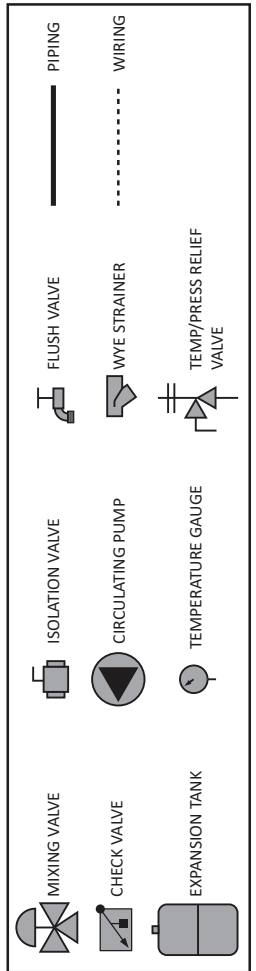 MIXING VALVE
ISOLATION VALVE
FLUSH VALVE
PIPING
CHECK VALVE
CIRCULATING PUMP
WYE STRAINER
WIRING
EXPANSION TANK
TEMPERATURE GAUGE
TEMP/PRESS RELIEF
VALVE